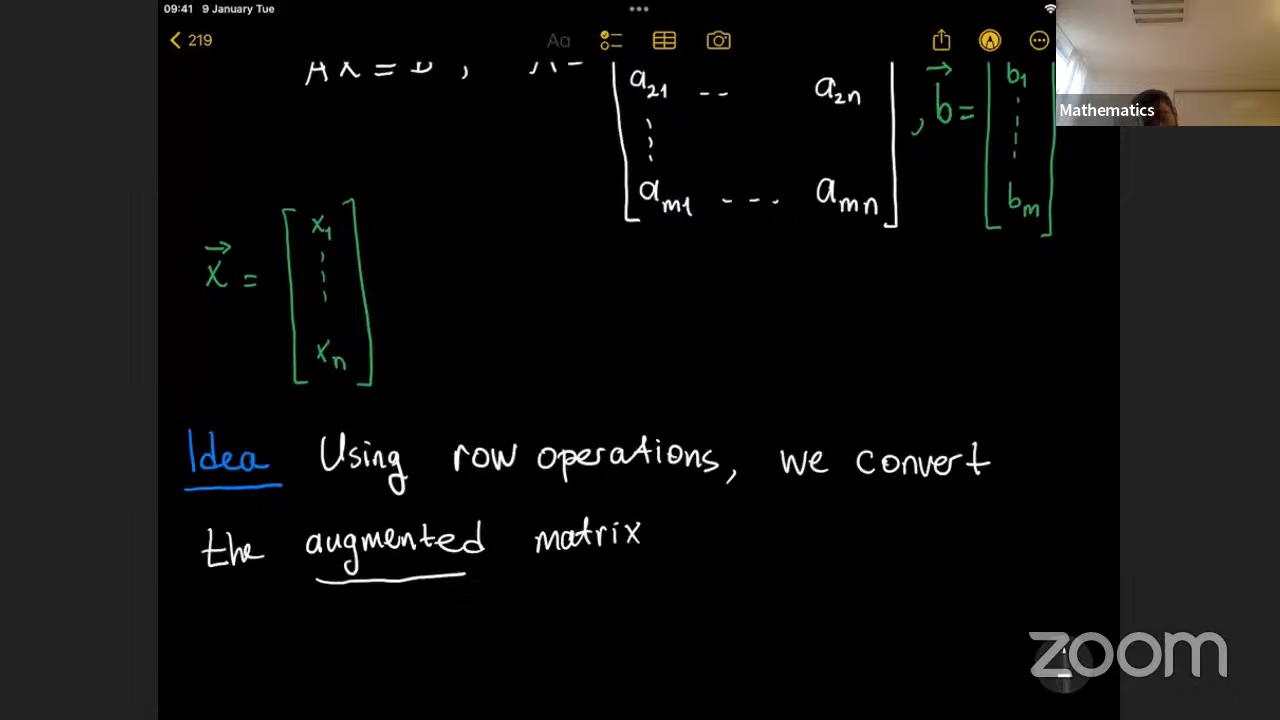 09:41 9 January Tue
219
Aa
a21 -- a2n
am1 ---. amn
, b⃗ = b1 bm
Mathematics
x⃗ = x1 xn
Idea Using row operations, we convert
the augmented matrix
zoom